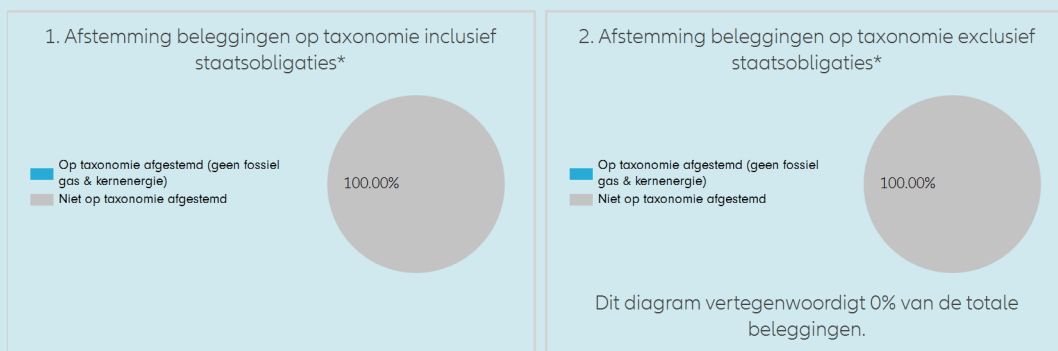 1. Afstemming beleggingen op taxonomie inclusief
staatsobligaties*
Op taxonomie afgestemd (geen fossiel
gas & kernenergie)
Niet op taxonomie afgestemd
100.00%
2. Afstemming beleggingen op taxonomie exclusief
staatsobligaties*
Op taxonomie afgestemd (geen fossiel
gas & kernenergie)
Niet op taxonomie afgestemd
100.00%
Dit diagram vertegenwoordigt 0% van de totale
beleggingen.